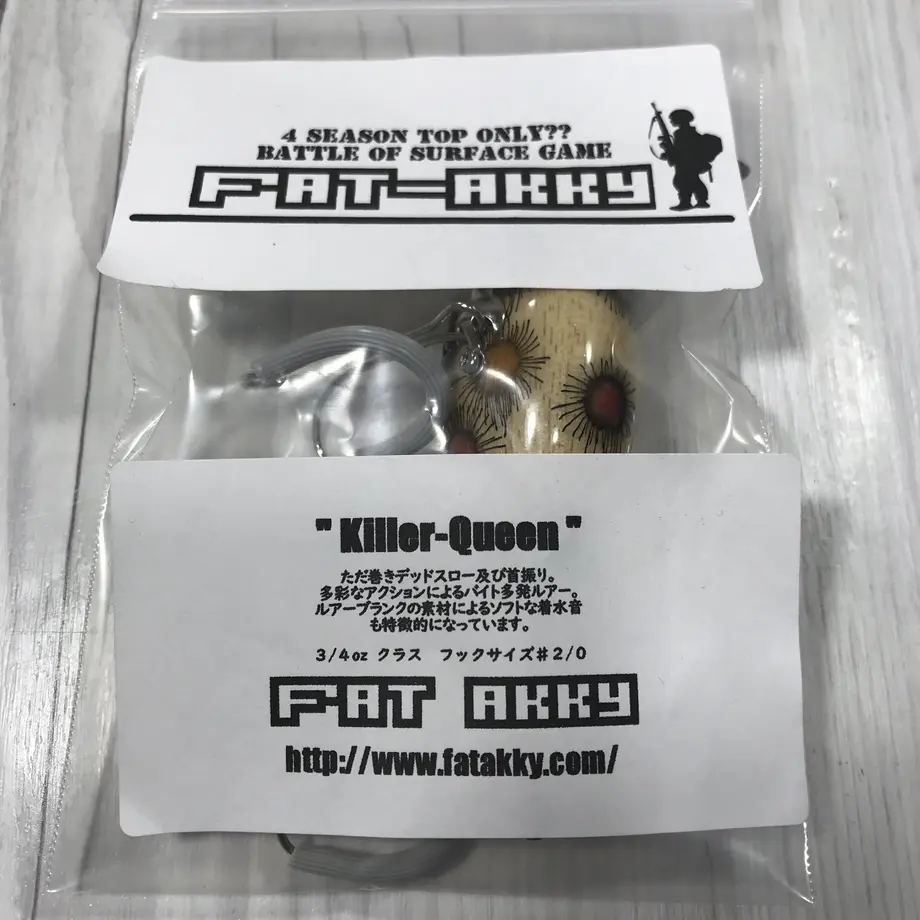 4 SEASON TOP ONLY??
BATTLE OF SURFACE GAME
FAT-AKKY
"Killer-Queen"
ただ巻きデッドスロー及び首振り。
多彩なアクションによるバイト多発ルアー。
ルアーブランクの素材によるソフトな着水音
も特徴的になっています。
3/4oz クラス フックサイズ#2/0
FAT AKKY
http://www.fatakky.com/